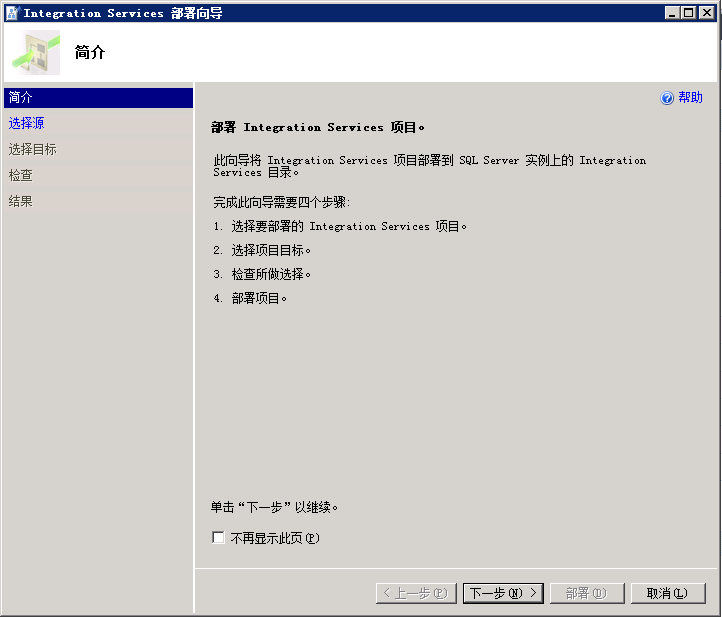 Integration Services 部署向导
简介
简介
选择源
选择目标
检查
结果
帮助
部署 Integration Services 项目。
此向导将 Integration Services 项目部署到 SQL Server 实例上的 Integration
Services 目录。
完成此向导需要四个步骤:
1. 选择要部署的 Integration Services 项目。
2. 选择项目目标。
3. 检查所做选择。
4. 部署项目。
单击“下一步”以继续。
不再显示此页(P)
< 上一步(P)
下一步(N) >
部署(D)
取消(L)